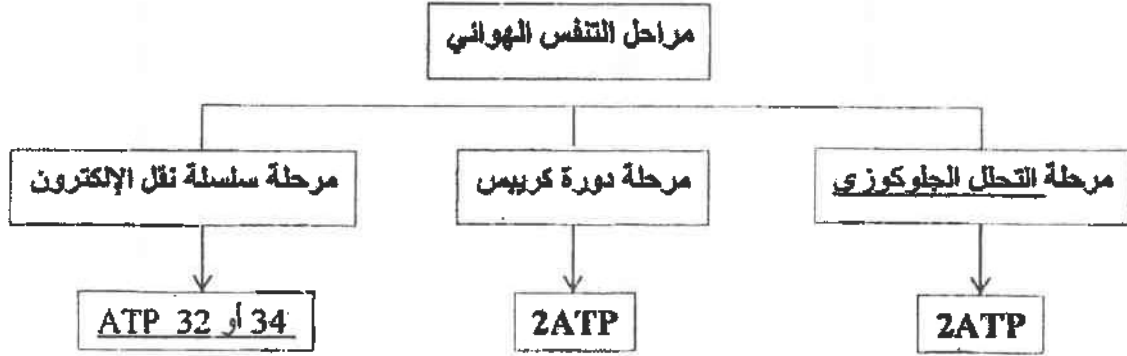 مراحل التنفس الهوائي
مرحلة التحلل الجلوكوزي
مرحلة دورة كريبس
مرحلة سلسلة نقل الإلكترون
2ATP
2ATP
34 أو 32 ATP